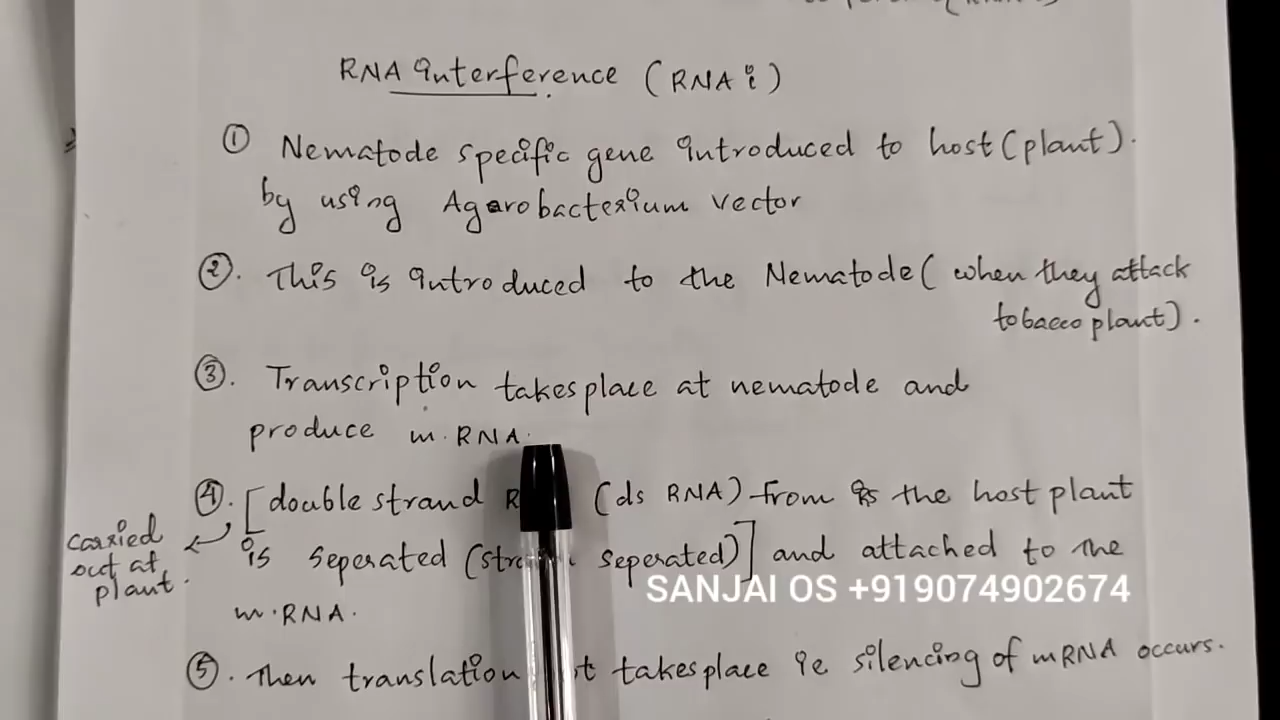 RNA interference (RNA i)
① Nematode specific gene introduced to host (plant).
by using Agarobacterium vector
②. This is introduced to the Nematode ( when they attack
tobacco plant).
③. Transcription takesplace at nematode and
produce m.RNA.
④. [double strand (ds RNA) from the host plant
carried out at plant.
is seperated ( seperated)] and attached to the
m.RNA.
SANJAI OS +919074902674
⑤. Then translation takesplace ie silencing of mRNA occurs.